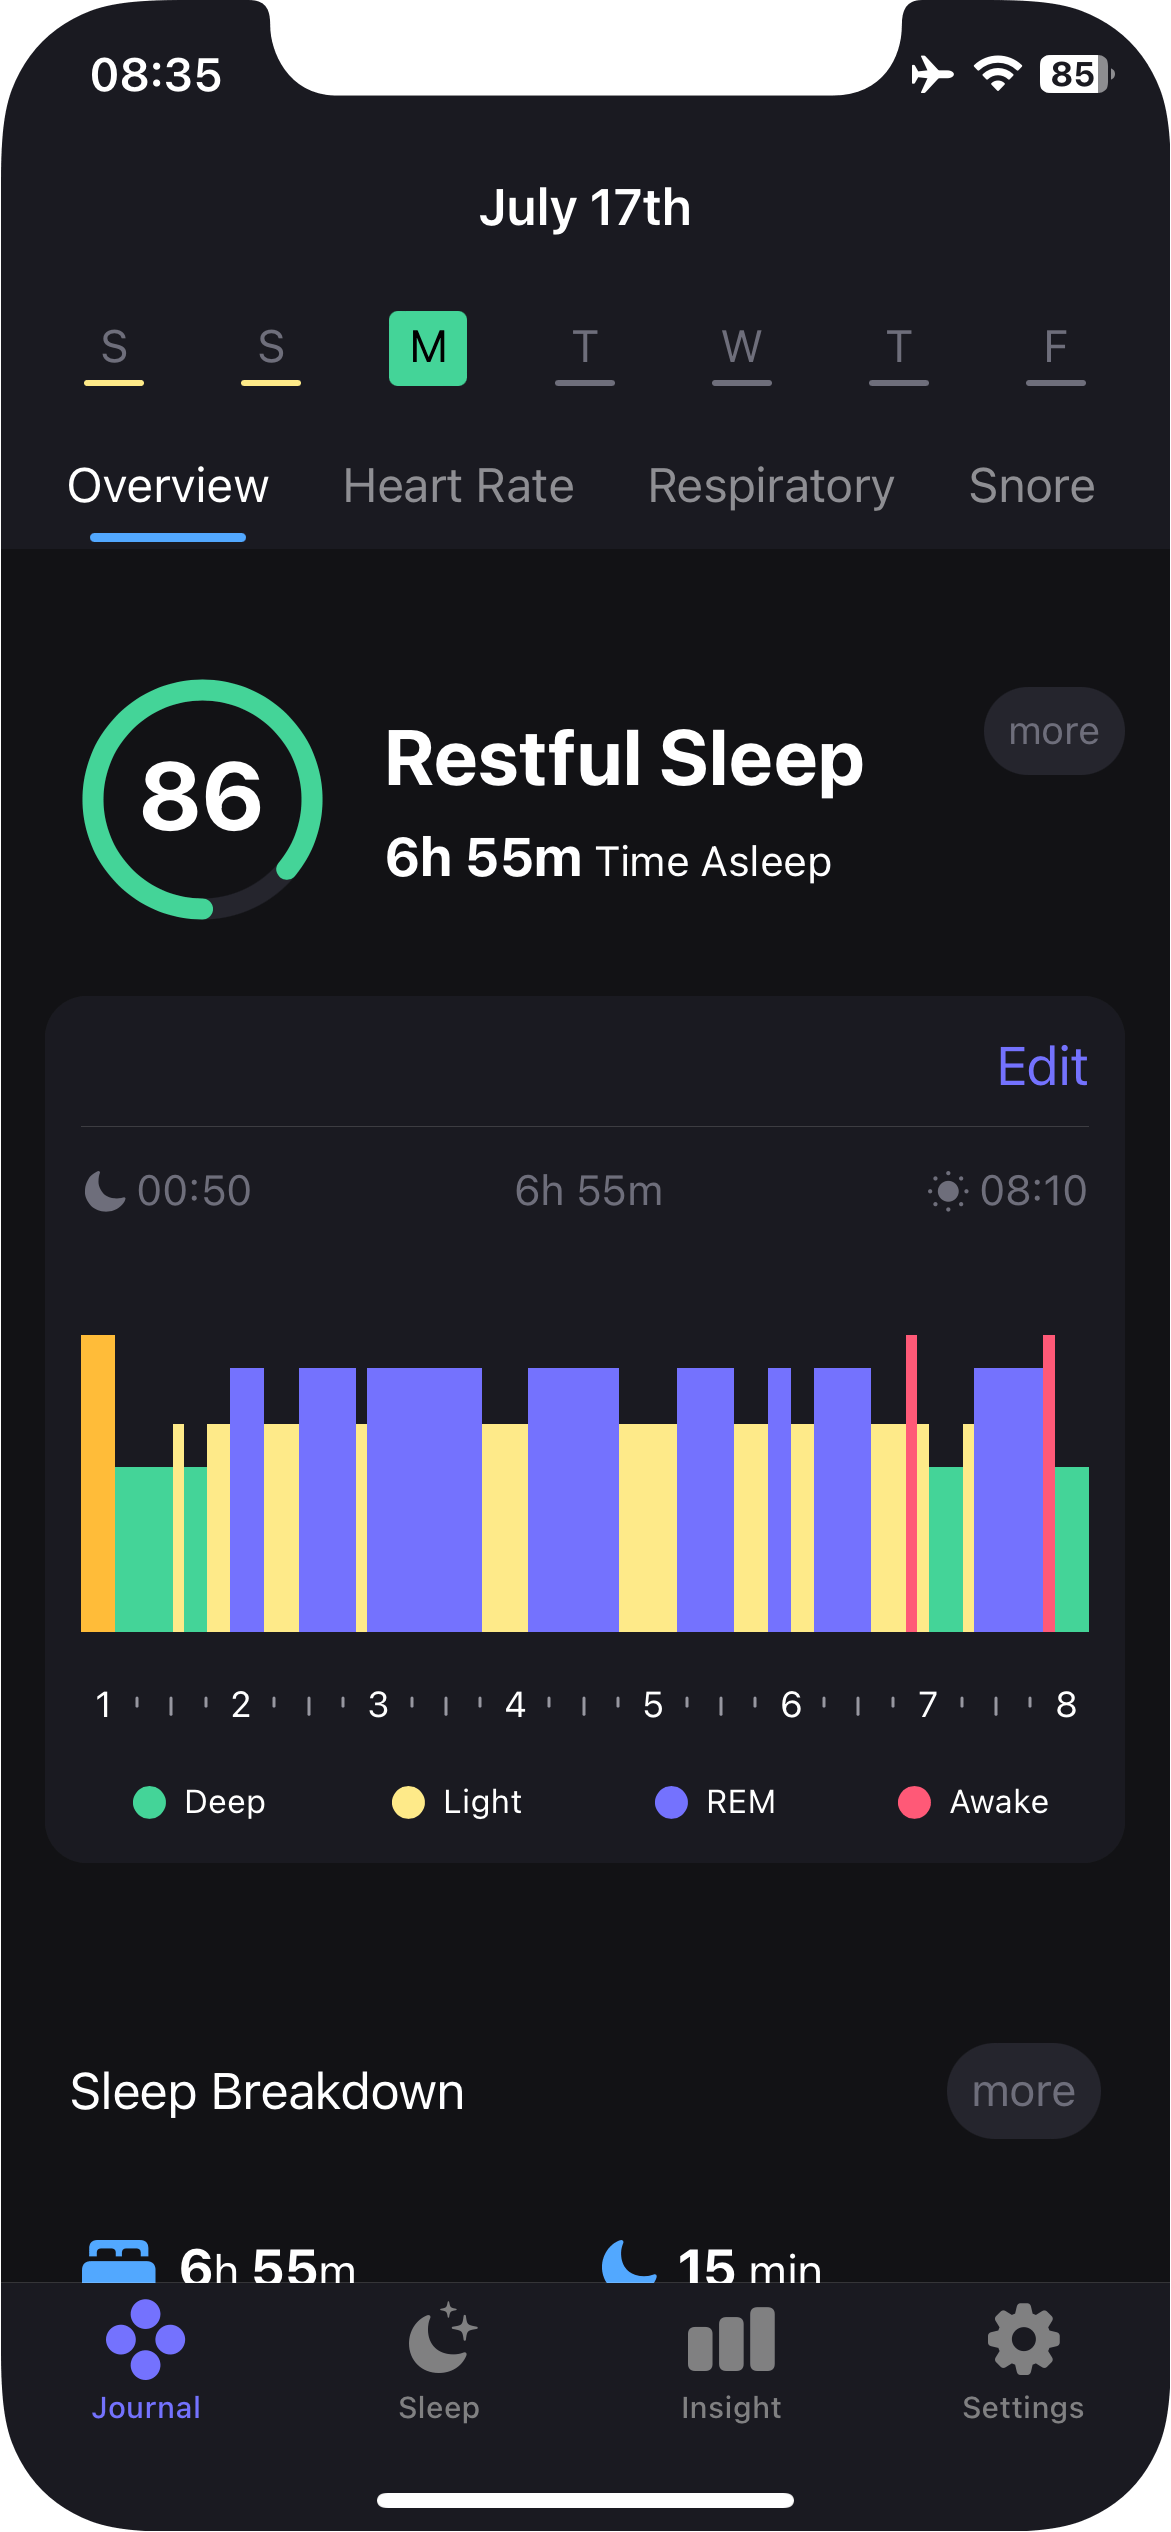 08:35 85
July 17th
S S M T W T F
Overview Heart Rate Respiratory Snore
86
Restful Sleep
more
6h 55m Time Asleep
Edit
00:50 6h 55m 08:10
1 2 3 4 5 6 7 8
Deep Light REM Awake
Sleep Breakdown more
6h 55m 15 min
Journal Sleep Insight Settings